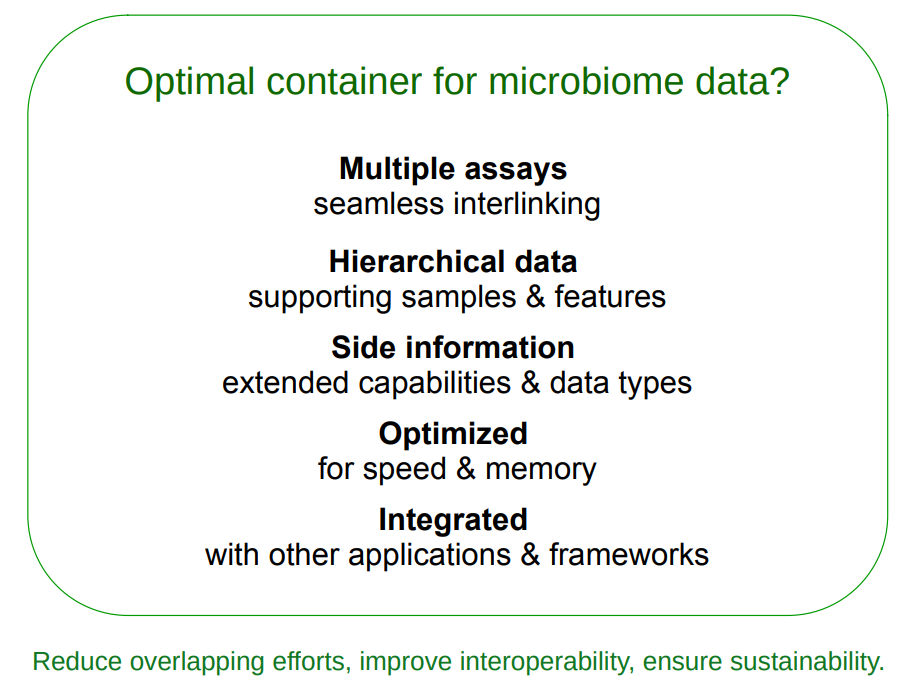 Optimal container for microbiome data?
Multiple assays
seamless interlinking
Hierarchical data
supporting samples & features
Side information
extended capabilities & data types
Optimized
for speed & memory
Integrated
with other applications & frameworks
Reduce overlapping efforts, improve interoperability, ensure sustainability.